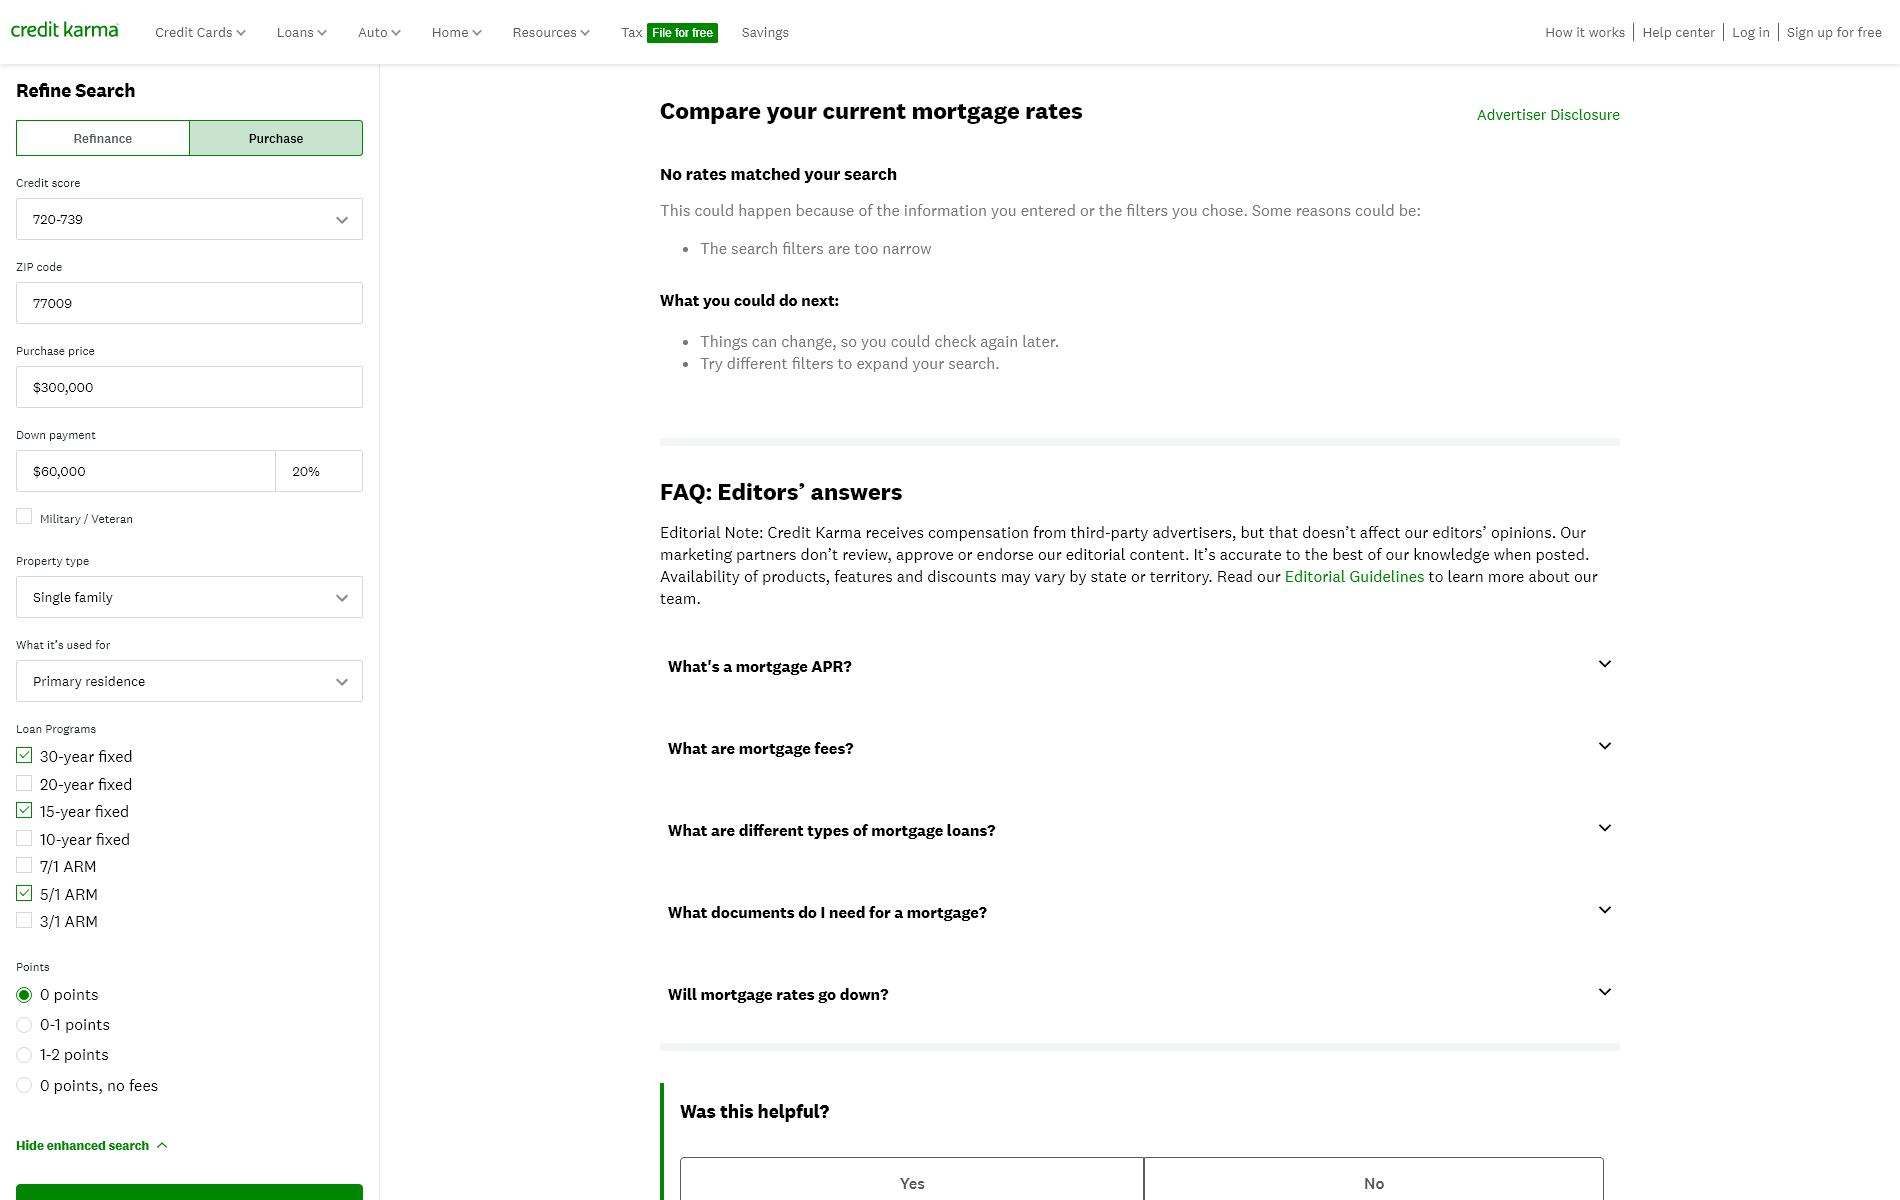 credit karma
Credit Cards
Loans
Auto
Home
Resources
Tax File for free
Savings
How it works
Help center
Log in
Sign up for free
Refine Search
Refinance
Purchase
Credit score
720-739
ZIP code
77009
Purchase price
$300,000
Down payment
$60,000
20%
Military / Veteran
Property type
Single family
What it's used for
Primary residence
Loan Programs
30-year fixed
20-year fixed
15-year fixed
10-year fixed
7/1 ARM
5/1 ARM
3/1 ARM
Points
0 points
0-1 points
1-2 points
0 points, no fees
Hide enhanced search
Compare your current mortgage rates
Advertiser Disclosure
No rates matched your search
This could happen because of the information you entered or the filters you chose. Some reasons could be:
• The search filters are too narrow
What you could do next:
• Things can change, so you could check again later.
• Try different filters to expand your search.
FAQ: Editors’ answers
Editorial Note: Credit Karma receives compensation from third-party advertisers, but that doesn’t affect our editors’ opinions. Our
marketing partners don’t review, approve or endorse our editorial content. It’s accurate to the best of our knowledge when posted.
Availability of products, features and discounts may vary by state or territory. Read our Editorial Guidelines to learn more about our
team.
What's a mortgage APR?
What are mortgage fees?
What are different types of mortgage loans?
What documents do I need for a mortgage?
Will mortgage rates go down?
Was this helpful?
Yes
No